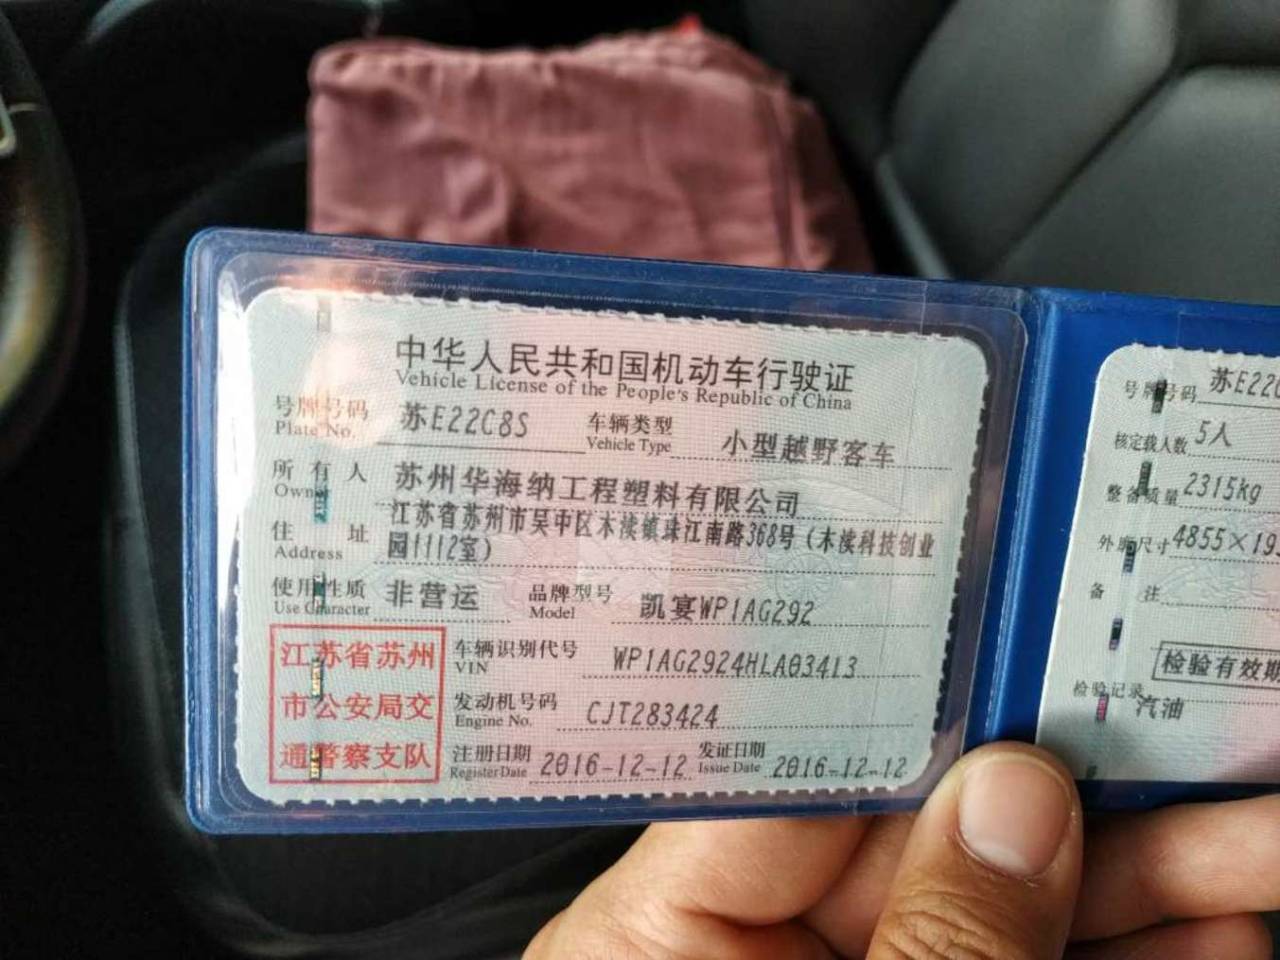 中华人民共和国机动车行驶证
Vehicle License of the People's Republic of China
号牌号码 苏E22C8S 车辆类型 小型越野客车
Plate No. Vehicle Type
所有人 苏州华海纳工程塑料有限公司
Owner
住址 江苏省苏州市吴中区木渎镇珠江南路368号（木渎科技创业
Address 园1112室）
使用性质 非营运 品牌型号 凯宴WP1AG292
Use Character Model
江苏省苏州
市公安局交
通警察支队
车辆识别代号 WP1AG2924HLA03413
VIN
发动机号码 CJT283424
Engine No.
注册日期 2016-12-12 发证日期 2016-12-12
Register Date Issue Date
号牌号码 苏E22
核定载人数 5人
整备质量 2315kg
外廓尺寸 4855×19
备注
检验有效期
检验记录
汽油